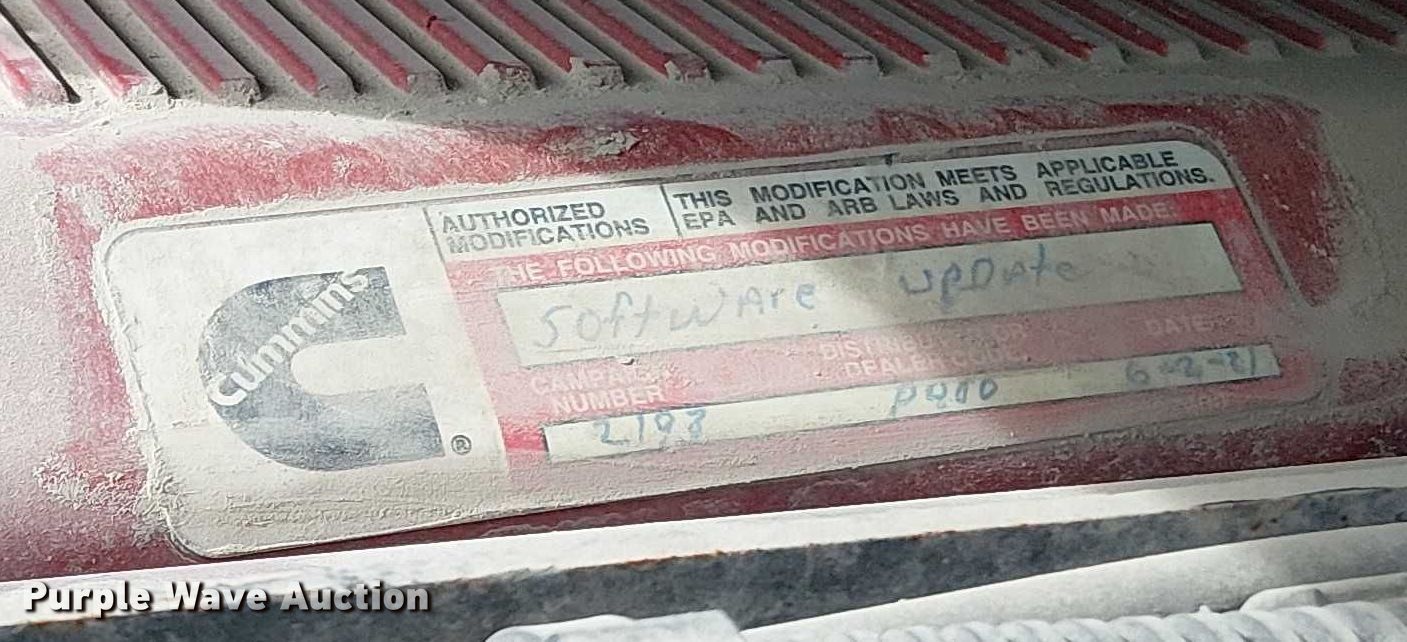 Cummins
®
AUTHORIZED
MODIFICATIONS
THIS MODIFICATION MEETS APPLICABLE
EPA AND ARB LAWS AND REGULATIONS.
THE FOLLOWING MODIFICATIONS HAVE BEEN MADE:
Software update
CAMPAIGN
NUMBER
DISTRIBUTOR OR
DEALER CODE
DATE
6-2-21
Purple Wave Auction